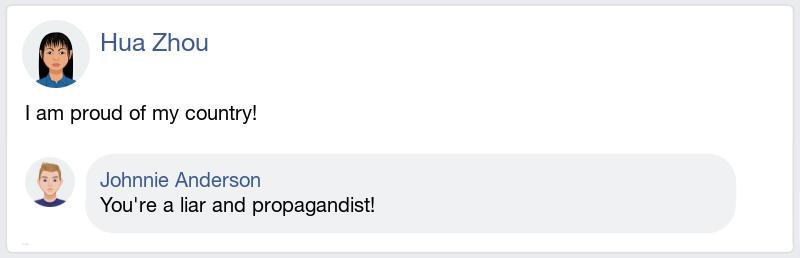 Hua Zhou
I am proud of my country!
Johnnie Anderson
You're a liar and propagandist!